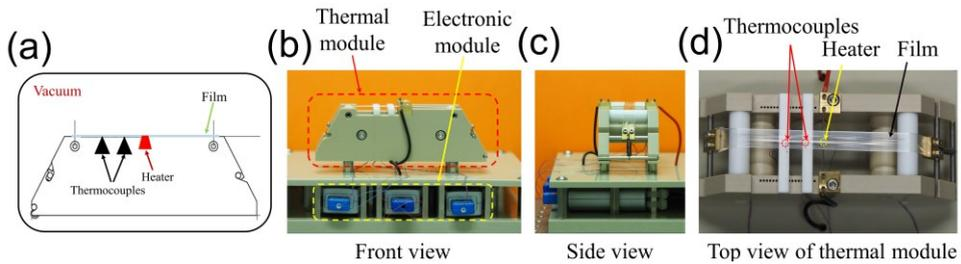 (a)
Vacuum
Film
Thermocouples
Heater
(b)
Thermal
module
Electronic
module
Front view
(c)
Side view
(d)
Thermocouples
Heater
Film
Top view of thermal module